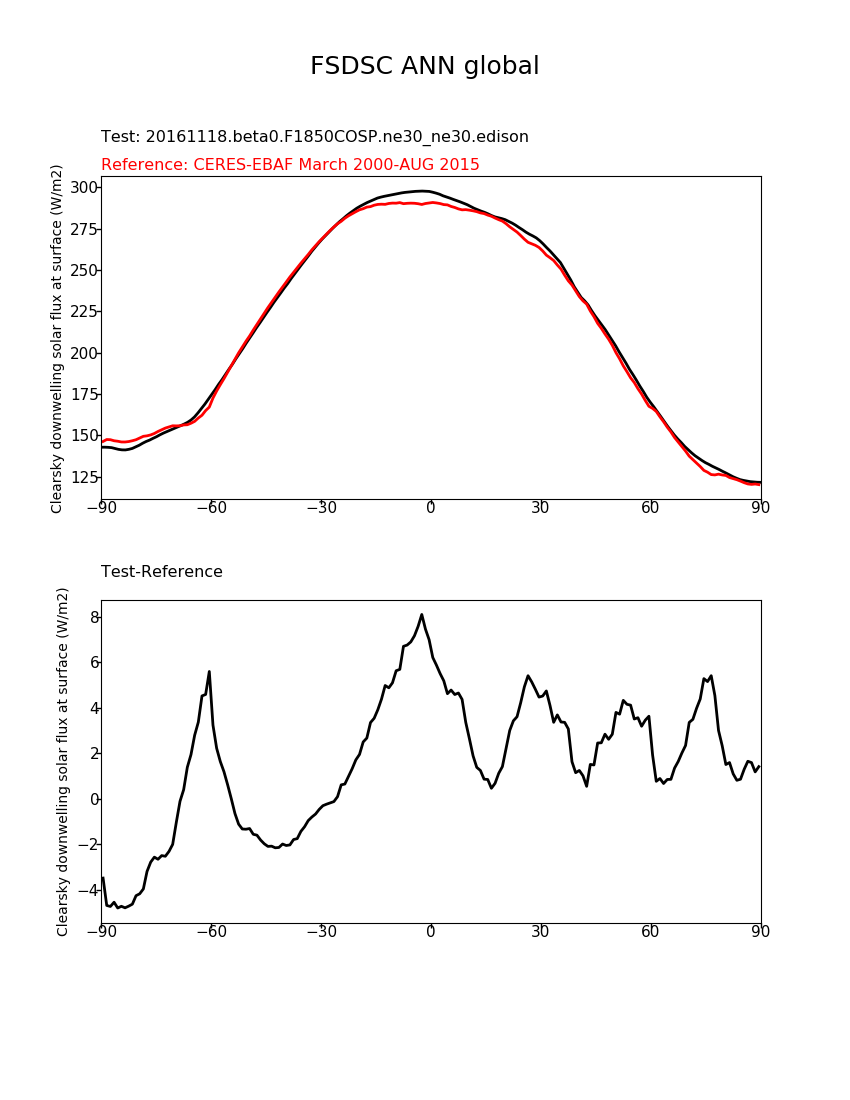 FSDSC ANN global
Test: 20161118.beta0.F1850COSP.ne30_ne30.edison
Reference: CERES-EBAF March 2000-AUG 2015
Clearsky downwelling solar flux at surface (W/m2)
300
275
250
225
200
175
150
125
−90 −60 −30 0 30 60 90
Test-Reference
Clearsky downwelling solar flux at surface (W/m2)
8
6
4
2
0
−2
−4
−90 −60 −30 0 30 60 90